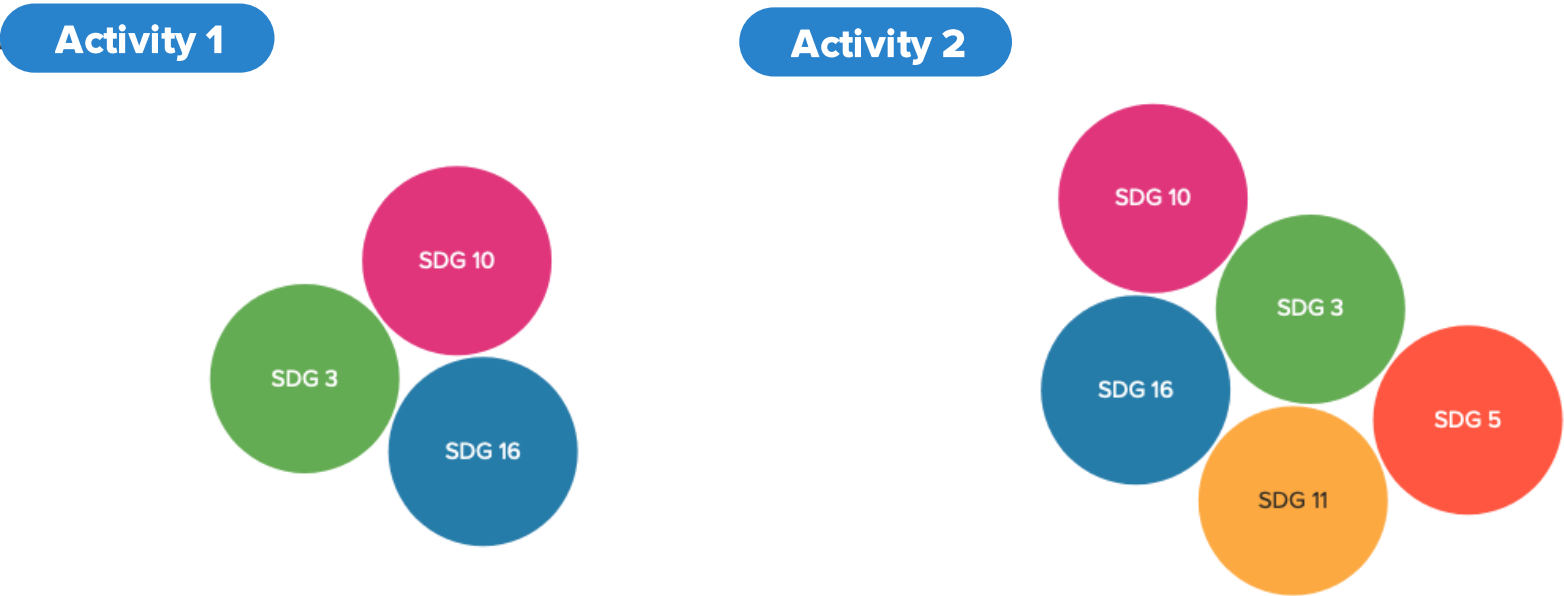 Activity 1
SDG 10
SDG 3
SDG 16
Activity 2
SDG 10
SDG 3
SDG 16
SDG 5
SDG 11